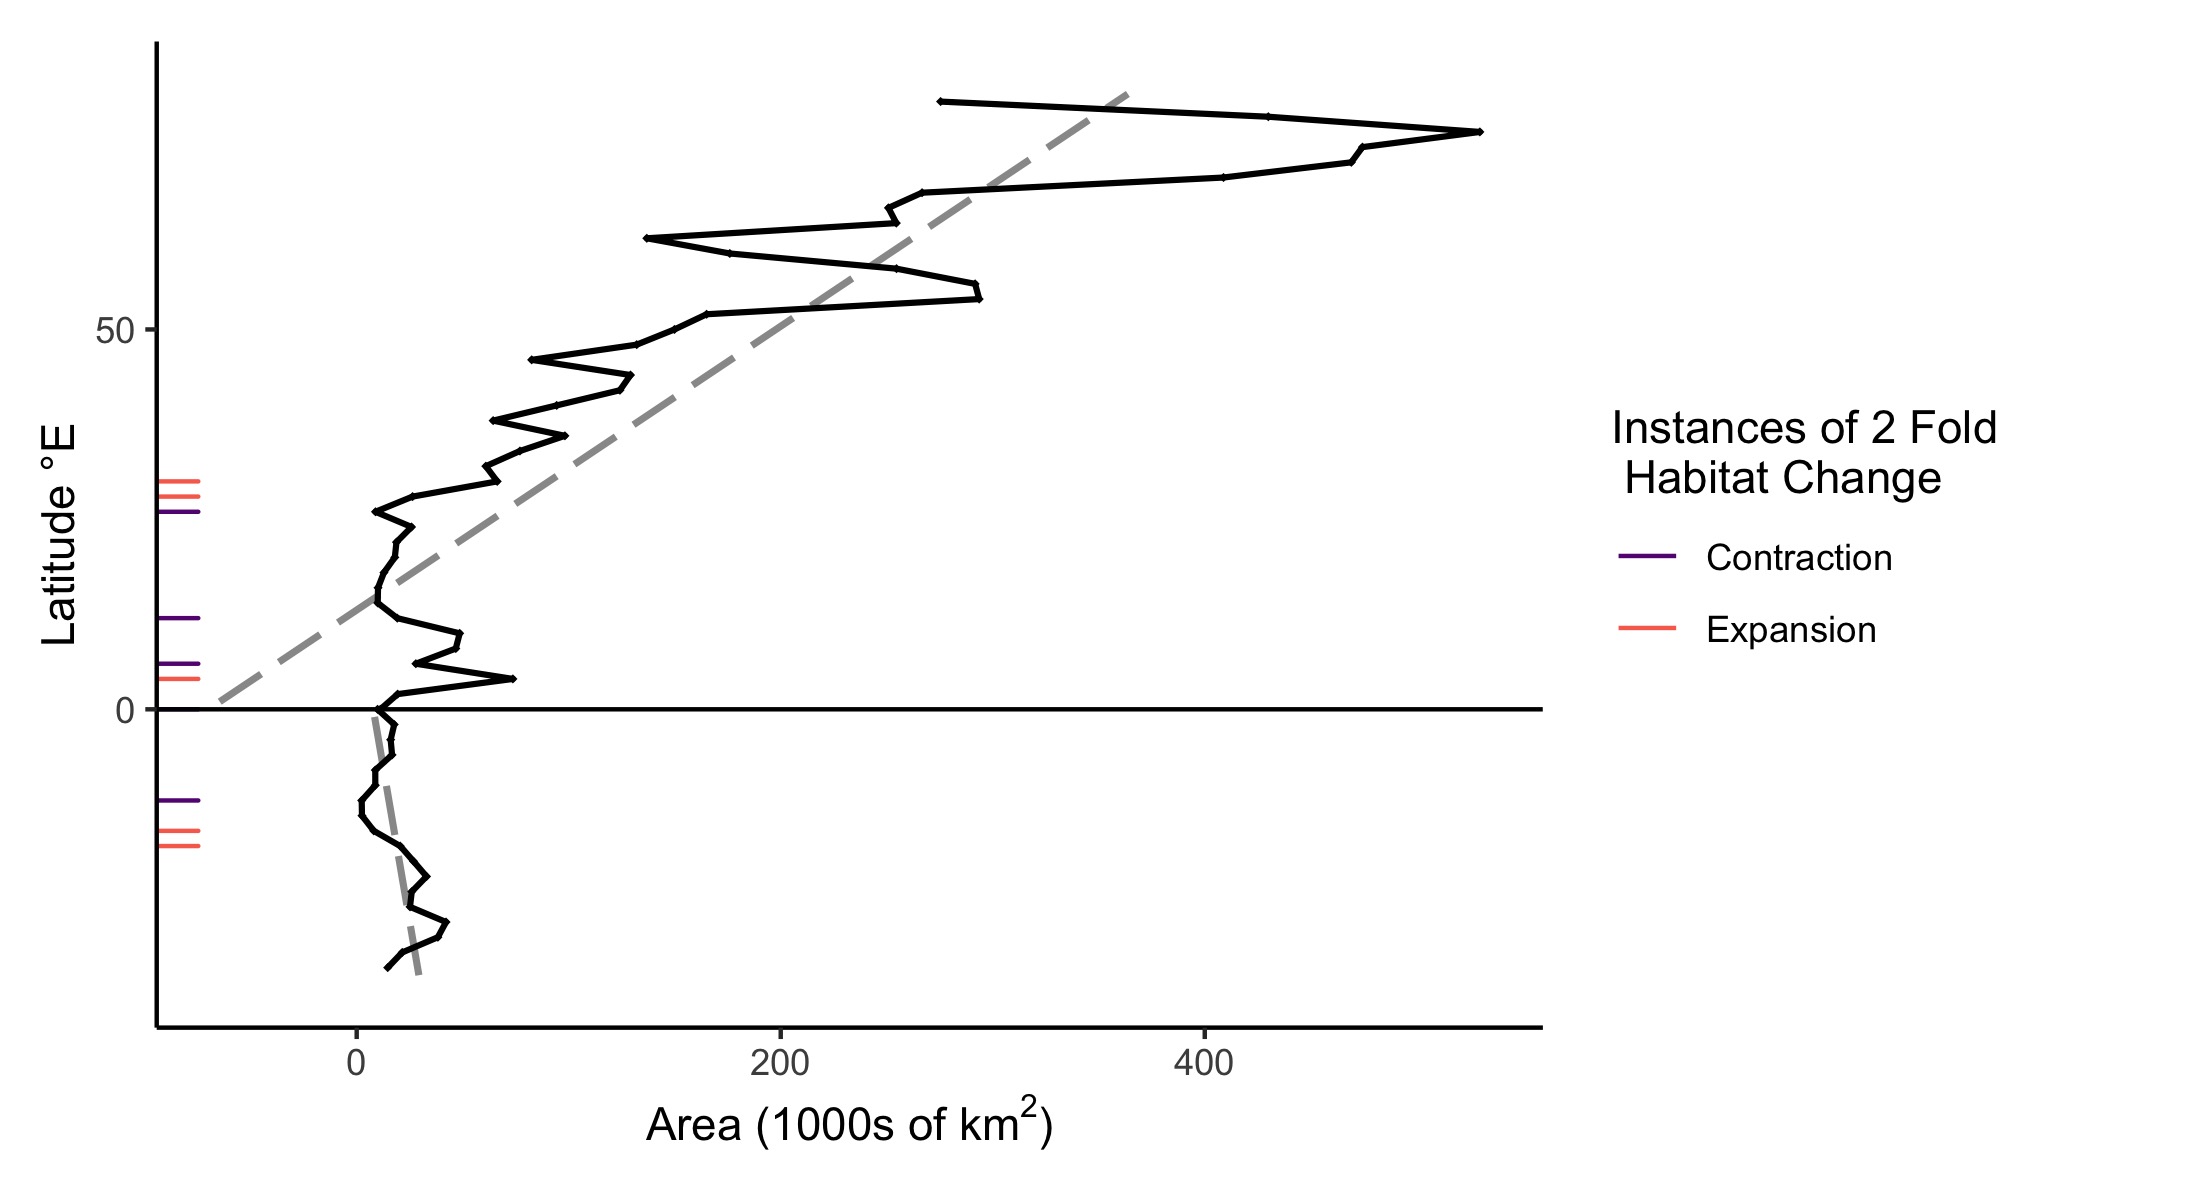 50
0
Latitude °E
0 200 400
Area (1000s of km²)
Instances of 2 Fold
Habitat Change
Contraction
Expansion